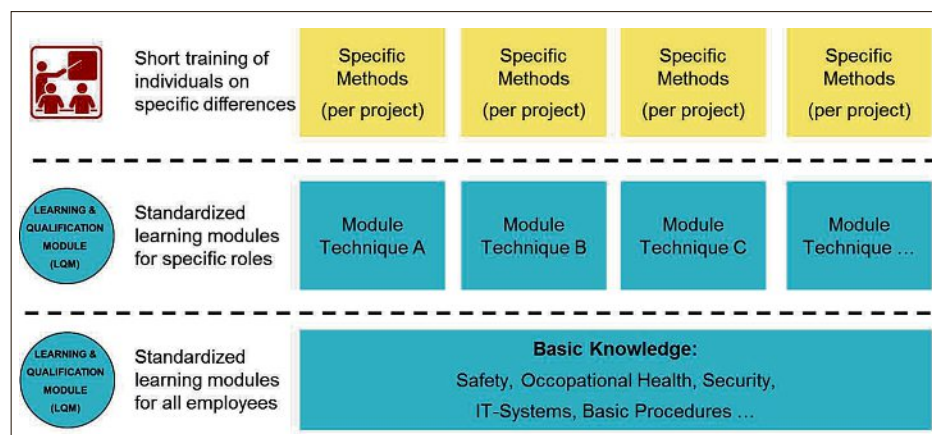 Short training of
individuals on
specific differences
Specific
Methods
(per project)
Specific
Methods
(per project)
Specific
Methods
(per project)
Specific
Methods
(per project)
LEARNING &
QUALIFICATION
MODULE
(LQM)
Standardized
learning modules
for specific roles
Module
Technique A
Module
Technique B
Module
Technique C
Module
Technique ...
LEARNING &
QUALIFICATION
MODULE
(LQM)
Standardized
learning modules
for all employees
Basic Knowledge:
Safety, Occopational Health, Security,
IT-Systems, Basic Procedures ...